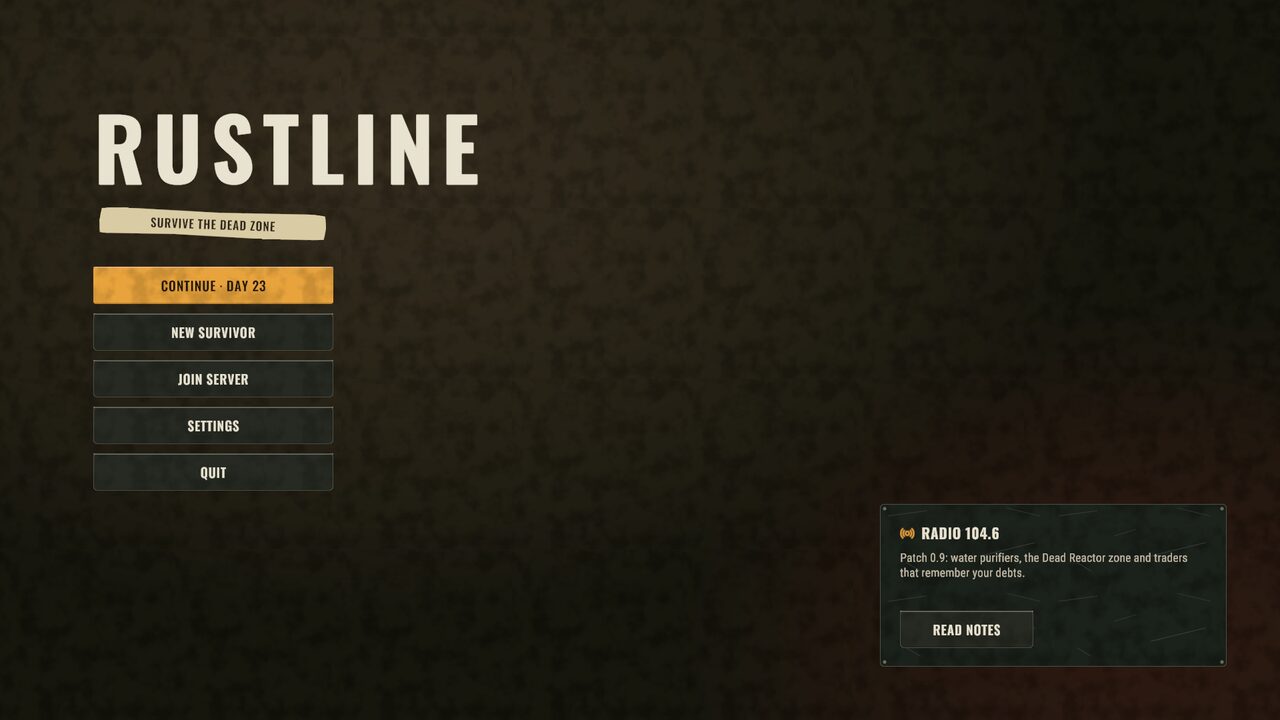 RUSTLINE
SURVIVE THE DEAD ZONE
CONTINUE · DAY 23
NEW SURVIVOR
JOIN SERVER
SETTINGS
QUIT
RADIO 104.6
Patch 0.9: water purifiers, the Dead Reactor zone and traders
that remember your debts.
READ NOTES